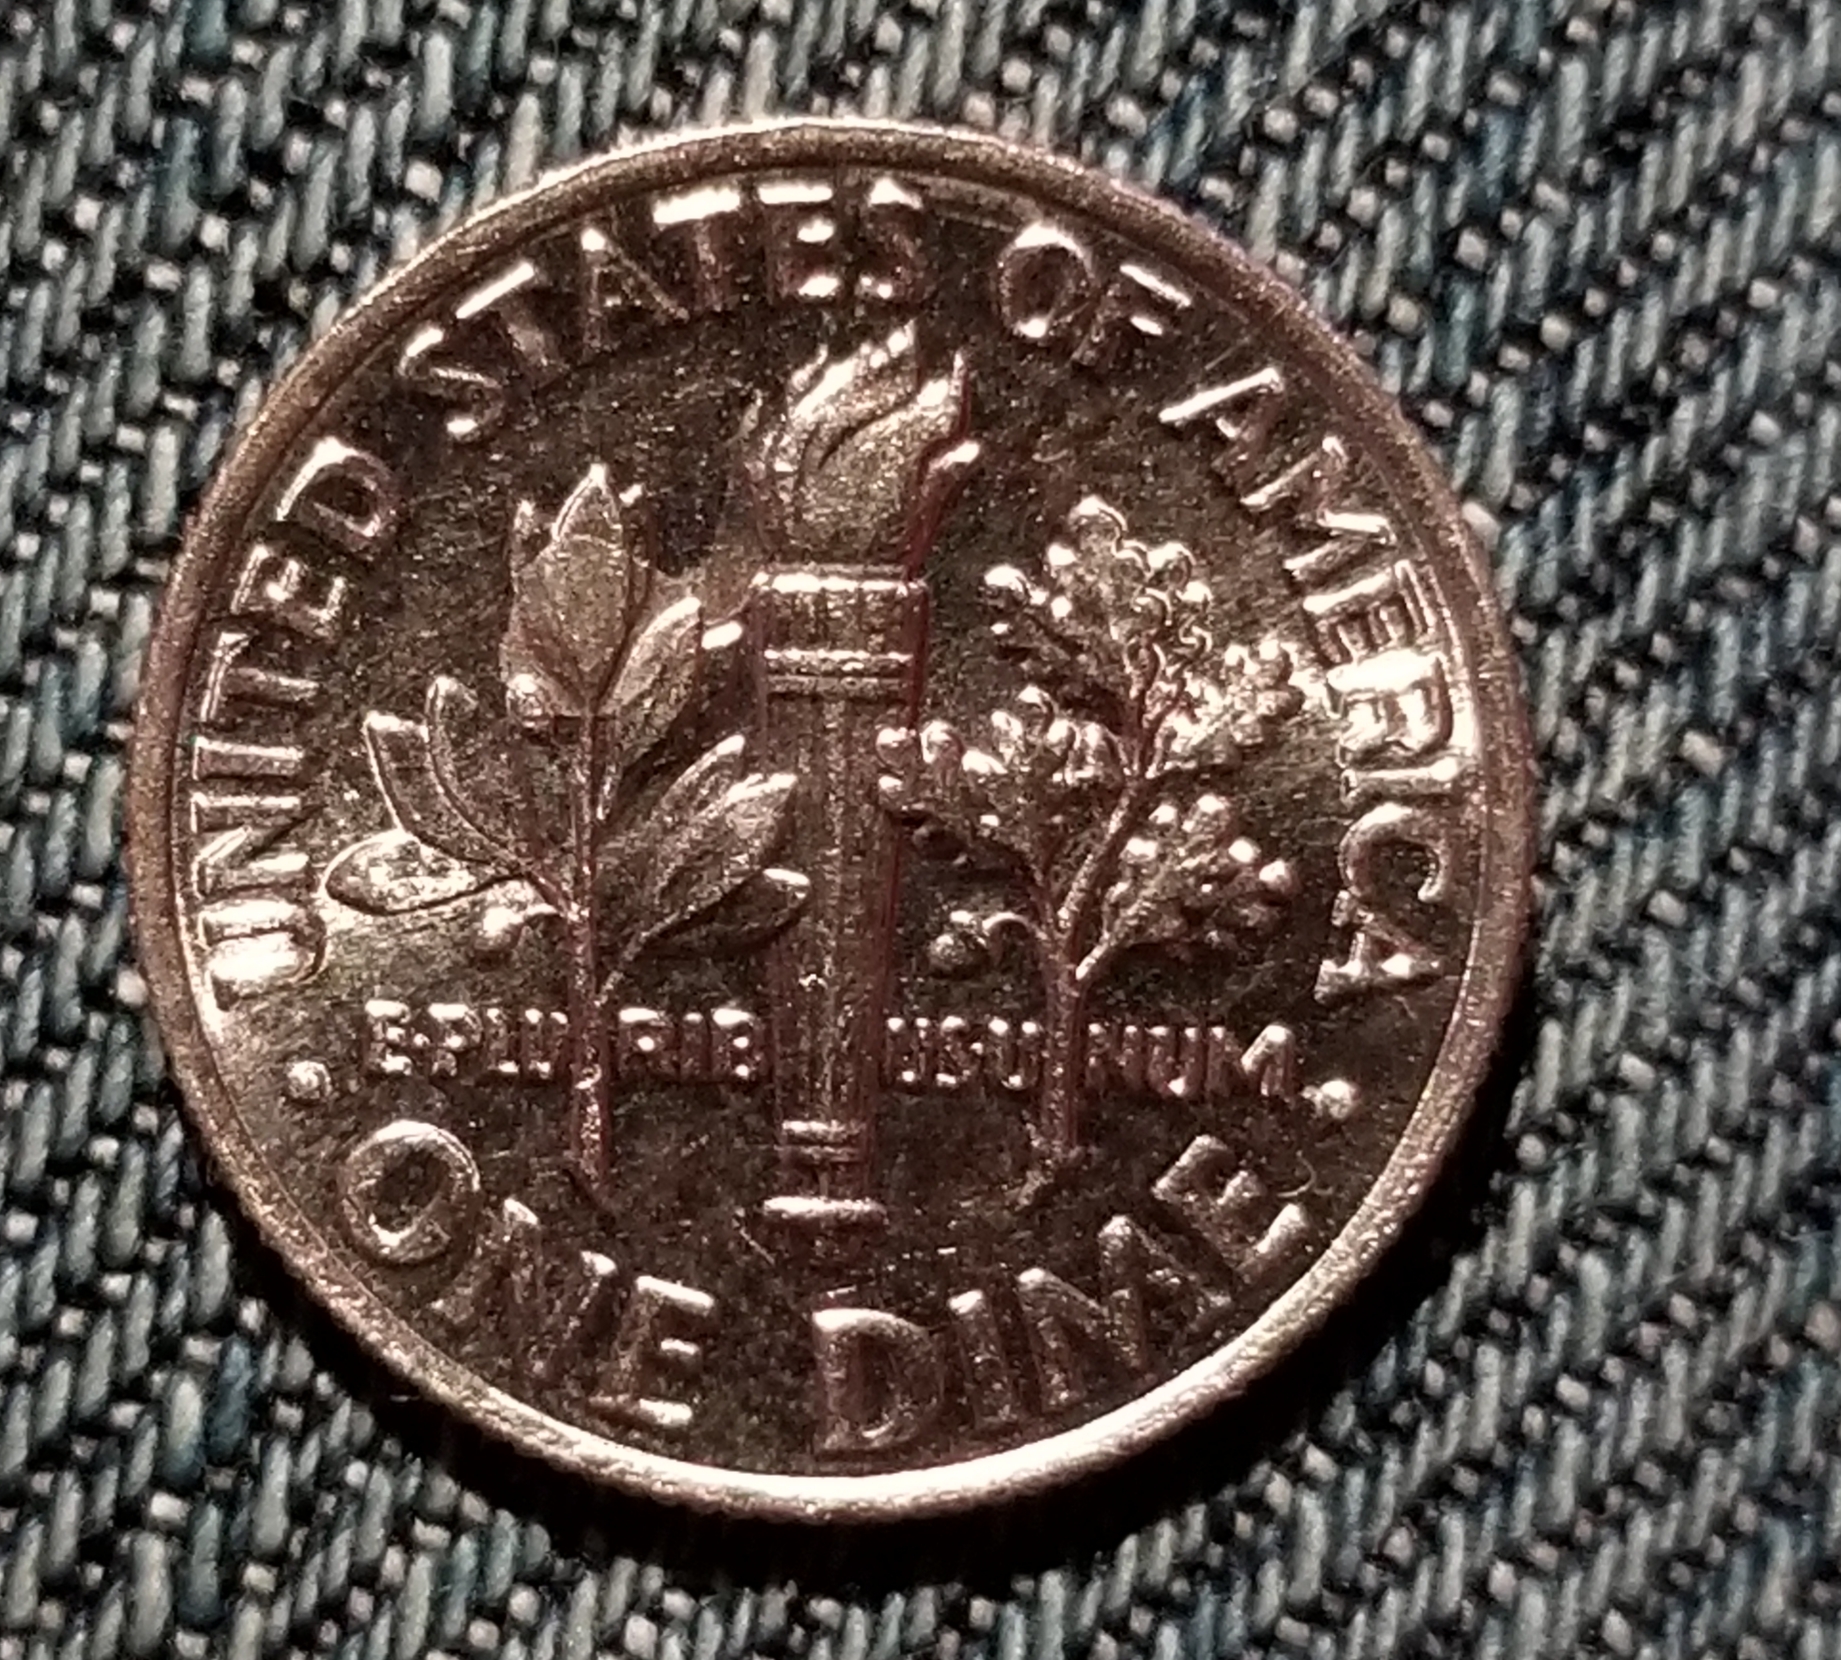 UNITED STATES OF AMERICA
E·PLURIBUS UNUM
ONE DIME